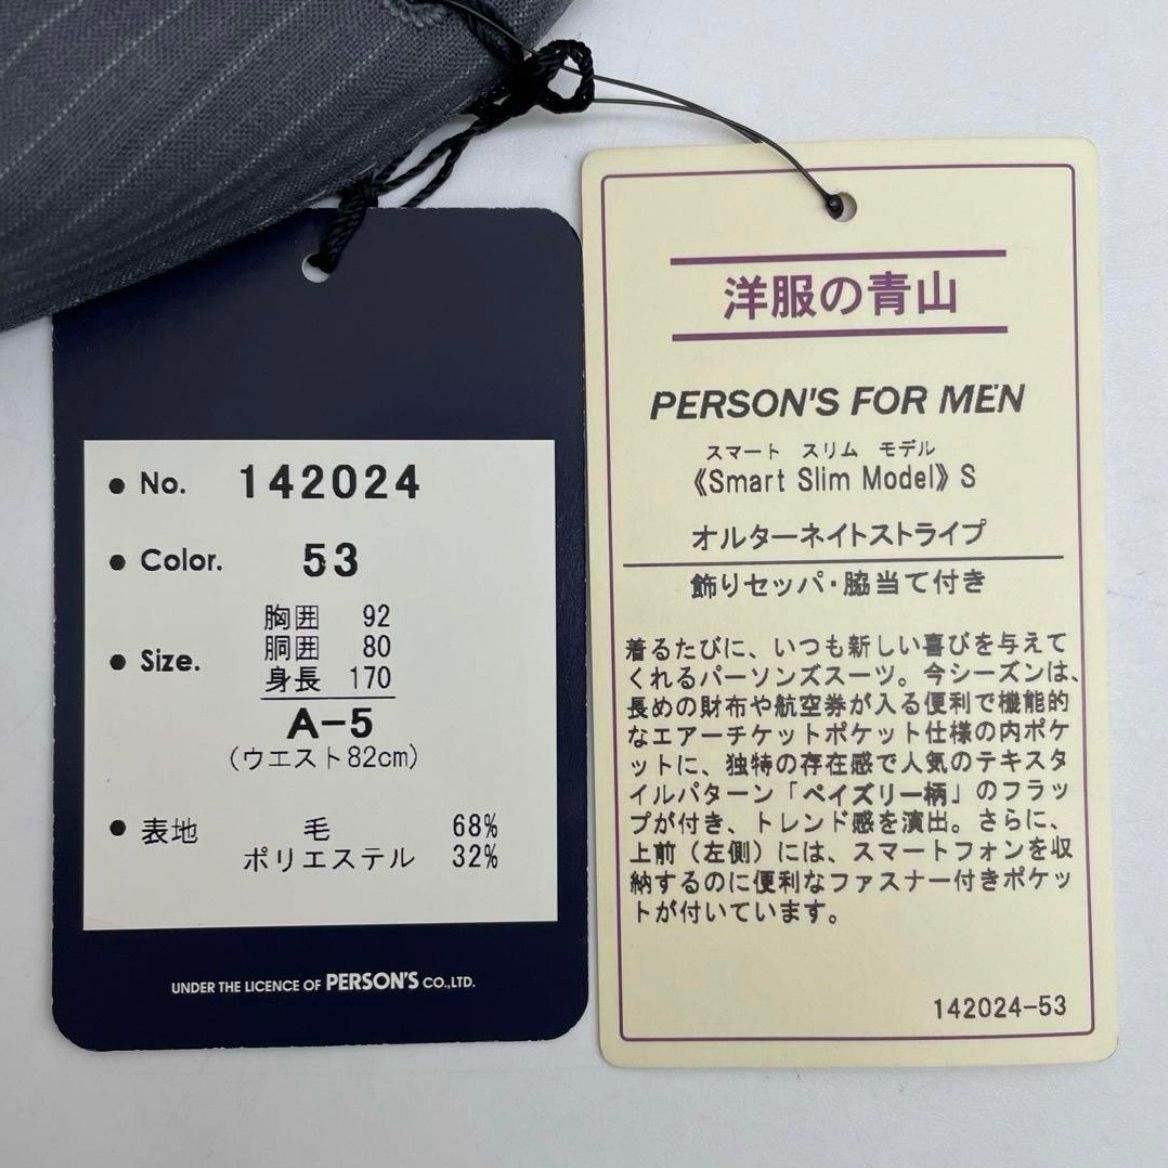 ● No. 142024
● Color. 53
● Size.
胸囲 92
胴囲 80
身長 170
A-5
(ウエスト82cm)
● 表地 毛 68%
ポリエステル 32%
UNDER THE LICENCE OF PERSON'S CO.,LTD.
洋服の青山
PERSON'S FOR MEN
スマート スリム モデル
《Smart Slim Model》S
オルターネイトストライプ
飾りセッパ・脇当て付き
着るたびに、いつも新しい喜びを与えて
くれるパーソンズスーツ。今シーズンは、
長めの財布や航空券が入る便利で機能的
なエアーチケットポケット仕様の内ポケ
ットに、独特の存在感で人気のテキスタ
イルパターン「ペイズリー柄」のフラッ
プが付き、トレンド感を演出。さらに、
上前（左側）には、スマートフォンを収
納するのに便利なファスナー付きポケッ
トが付いています。
142024-53